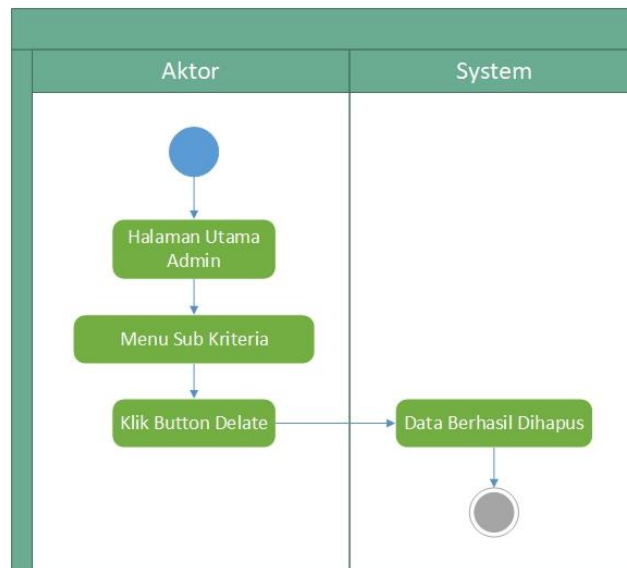 Aktor
System
Halaman Utama
Admin
Menu Sub Kriteria
Klik Button Delate
Data Berhasil Dihapus